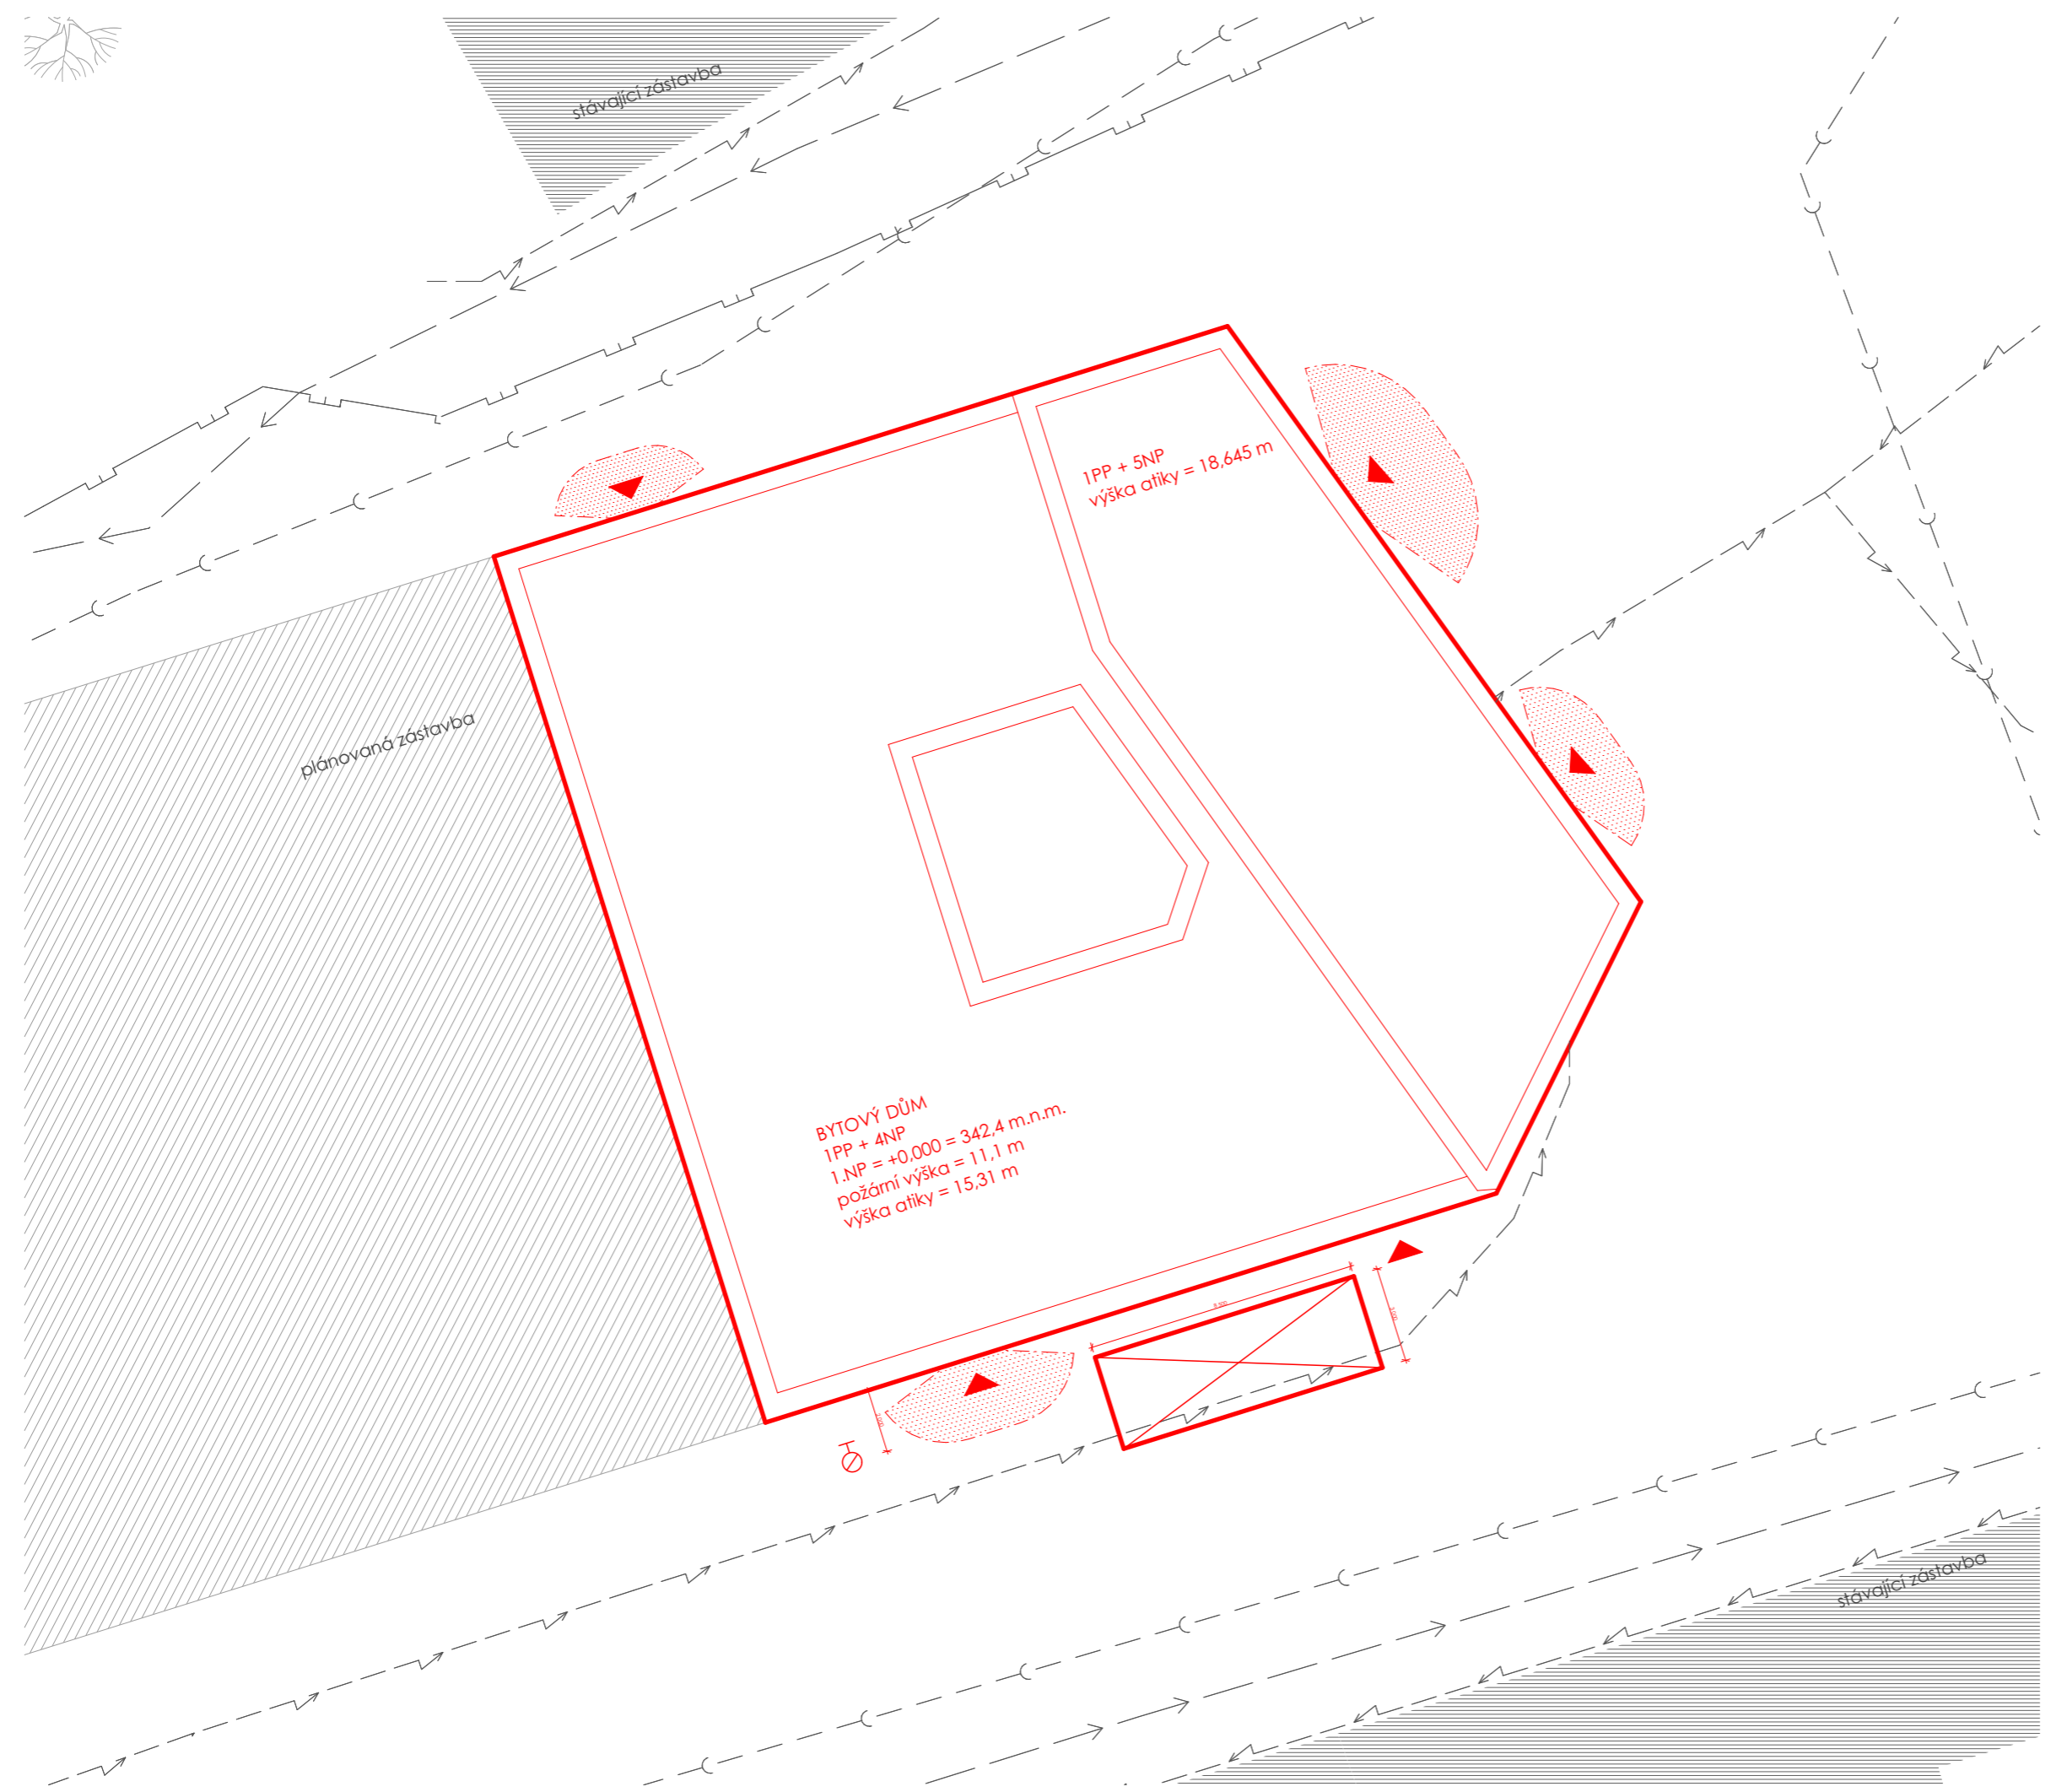 stávající zástavba
1PP + 5NP
výška atiky = 18,645 m
plánovaná zástavba
BYTOVÝ DŮM
1PP + 4NP
1.NP = +0,000 = 342,4 m.n.m.
požární výška = 11,1 m
výška atiky = 15,31 m
stávající zástavba